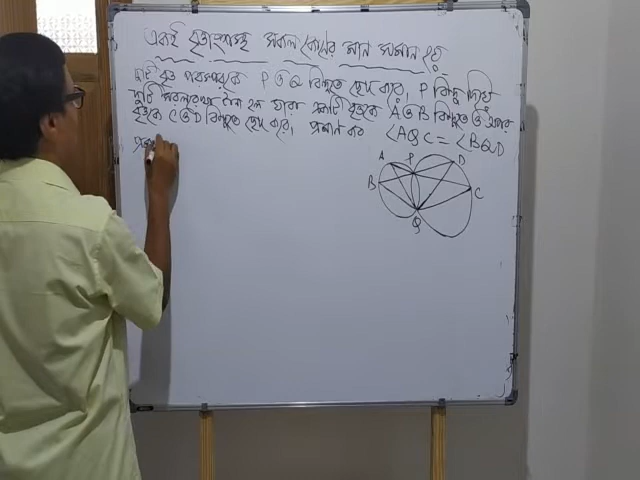 একই বৃত্তাংশস্থ সকল কোণের মান সমান হয়
দুটি বৃত্ত পরস্পরকে P ও Q বিন্দুতে ছেদ করে, P বিন্দু দিয়ে
দুটি সরলরেখা টানা হল যারা একটি বৃত্তকে A ও B বিন্দুতে ও অপর
বৃত্তকে C ও D বিন্দুতে ছেদ করে, প্রমাণ কর ∠AQC = ∠BQD
A P D
B C
Q